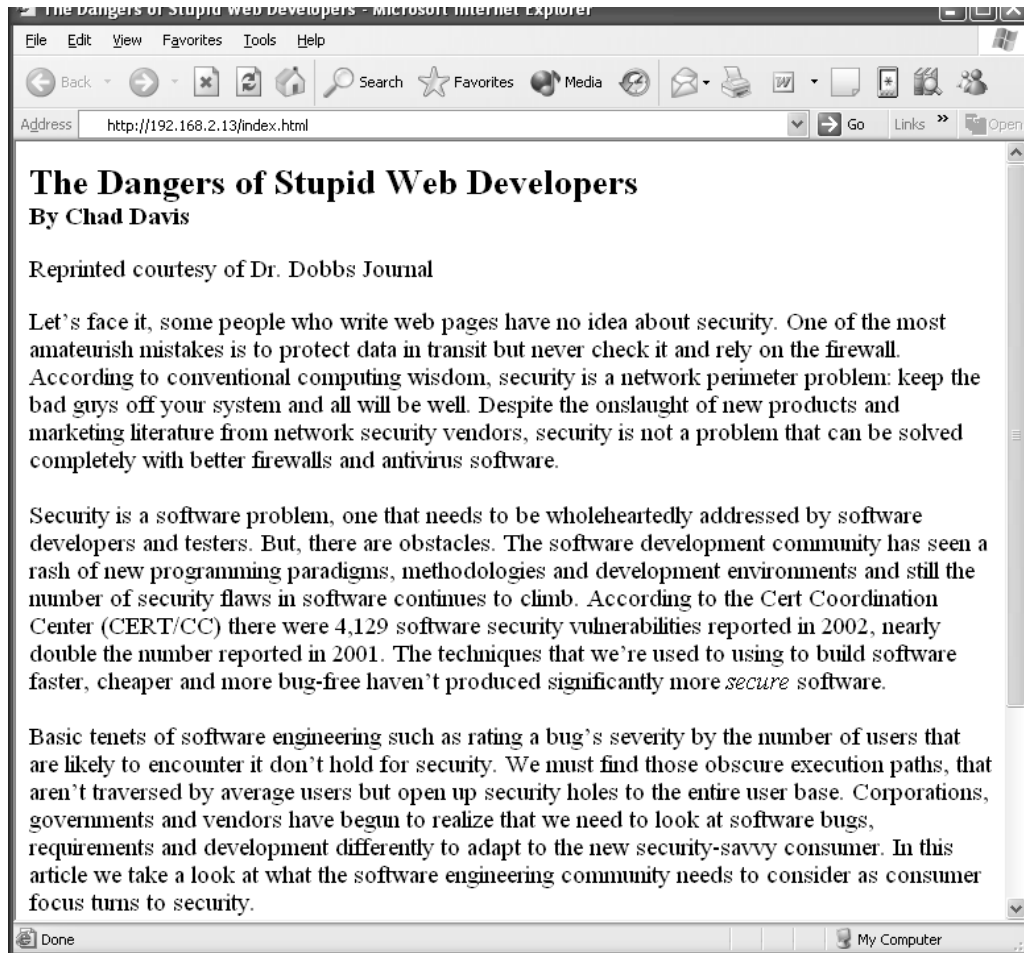 The Dangers of Stupid Web Developers - Microsoft Internet Explorer
File Edit View Favorites Tools Help
Back Search Favorites Media
Address http://192.168.2.13/index.html Go Links » Open
The Dangers of Stupid Web Developers
By Chad Davis
Reprinted courtesy of Dr. Dobbs Journal
Let's face it, some people who write web pages have no idea about security. One of the most
amateurish mistakes is to protect data in transit but never check it and rely on the firewall.
According to conventional computing wisdom, security is a network perimeter problem: keep the
bad guys off your system and all will be well. Despite the onslaught of new products and
marketing literature from network security vendors, security is not a problem that can be solved
completely with better firewalls and antivirus software.
Security is a software problem, one that needs to be wholeheartedly addressed by software
developers and testers. But, there are obstacles. The software development community has seen a
rash of new programming paradigms, methodologies and development environments and still the
number of security flaws in software continues to climb. According to the Cert Coordination
Center (CERT/CC) there were 4,129 software security vulnerabilities reported in 2002, nearly
double the number reported in 2001. The techniques that we're used to using to build software
faster, cheaper and more bug-free haven't produced significantly more secure software.
Basic tenets of software engineering such as rating a bug's severity by the number of users that
are likely to encounter it don't hold for security. We must find those obscure execution paths, that
aren't traversed by average users but open up security holes to the entire user base. Corporations,
governments and vendors have begun to realize that we need to look at software bugs,
requirements and development differently to adapt to the new security-savvy consumer. In this
article we take a look at what the software engineering community needs to consider as consumer
focus turns to security.
Done My Computer